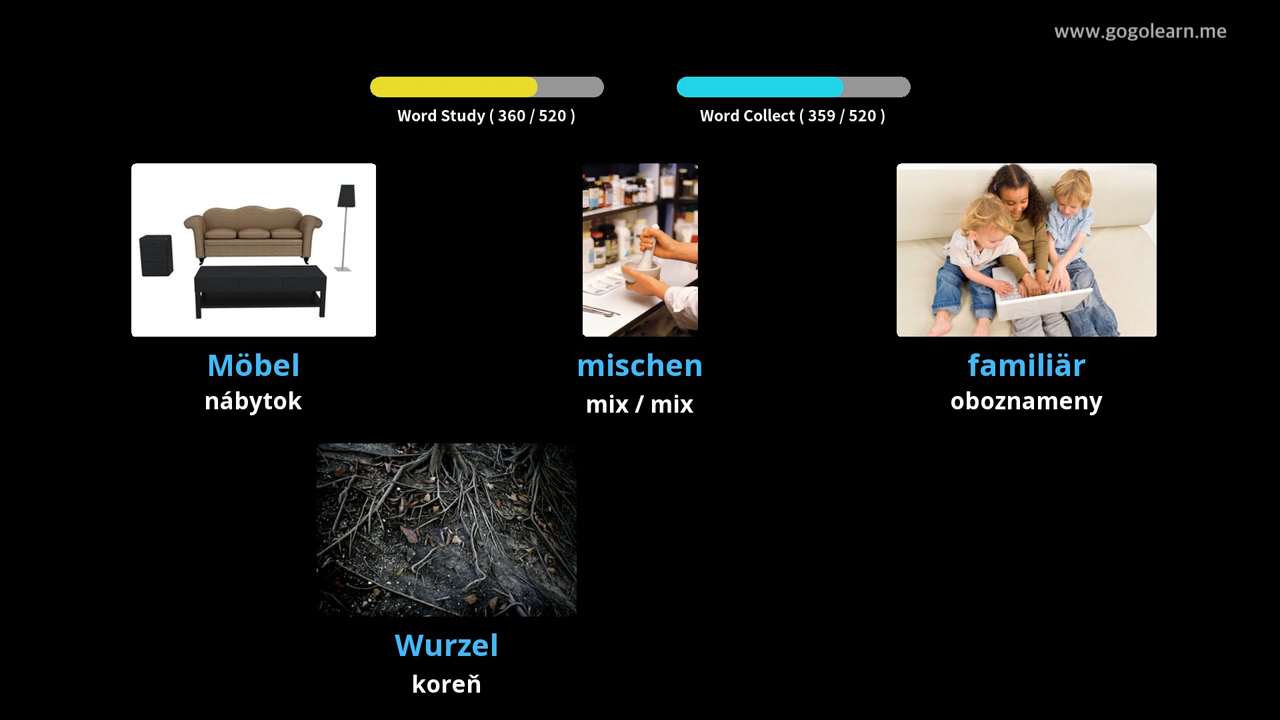 www.gogolearn.me
Word Study ( 360 / 520 )
Word Collect ( 359 / 520 )
Möbel
nábytok
mischen
mix / mix
familiär
oboznameny
Wurzel
koreň